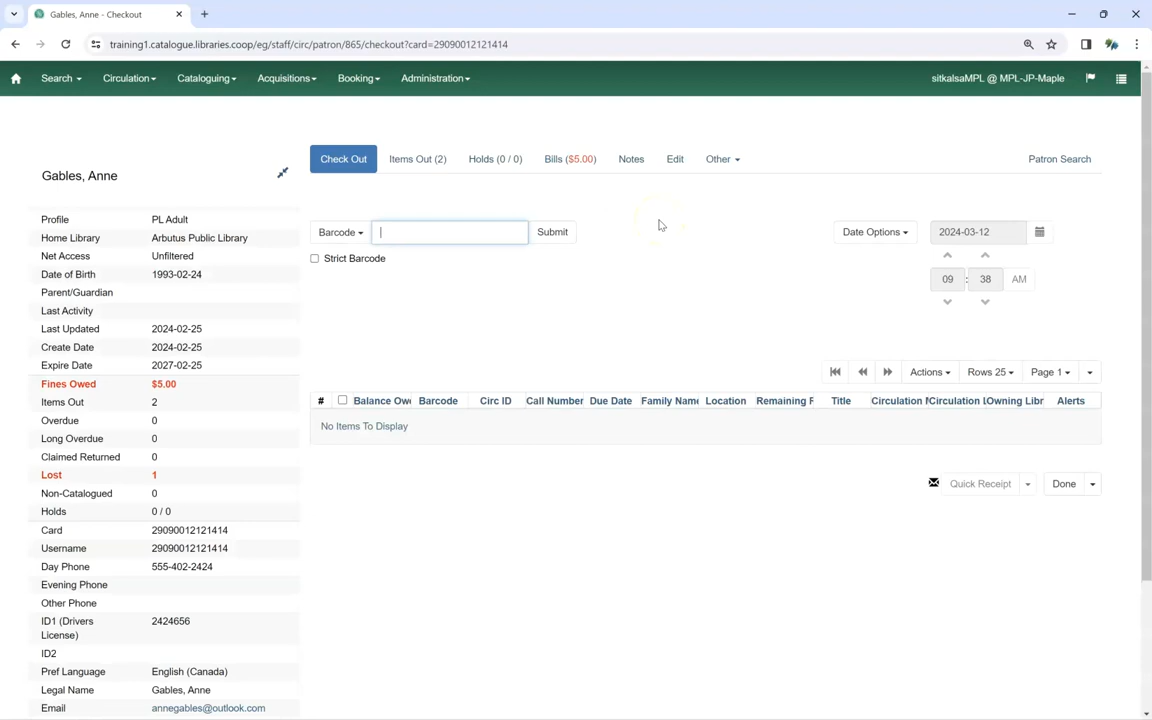 Gables, Anne - Checkout
training1.catalogue.libraries.coop/eg/staff/circ/patron/865/checkout?card=29090012121414
Search Circulation Cataloguing Acquisitions Booking Administration sitkalsaMPL @ MPL-JP-Maple
Gables, Anne
Check Out Items Out (2) Holds (0 / 0) Bills ($5.00) Notes Edit Other Patron Search
Profile PL Adult
Home Library Arbutus Public Library
Net Access Unfiltered
Date of Birth 1993-02-24
Parent/Guardian
Last Activity
Last Updated 2024-02-25
Create Date 2024-02-25
Expire Date 2027-02-25
Fines Owed $5.00
Items Out 2
Overdue 0
Long Overdue 0
Claimed Returned 0
Lost 1
Non-Catalogued 0
Holds 0 / 0
Card 29090012121414
Username 29090012121414
Day Phone 555-402-2424
Evening Phone
Other Phone
ID1 (Drivers License) 2424656
ID2
Pref Language English (Canada)
Legal Name Gables, Anne
Email annegables@outlook.com
Barcode Submit Date Options 2024-03-12
Strict Barcode
09 : 38 AM
Actions Rows 25 Page 1
# Balance Owe Barcode Circ ID Call Number Due Date Family Name Location Remaining F Title Circulation Circulation Owning Libr Alerts
No Items To Display
Quick Receipt Done